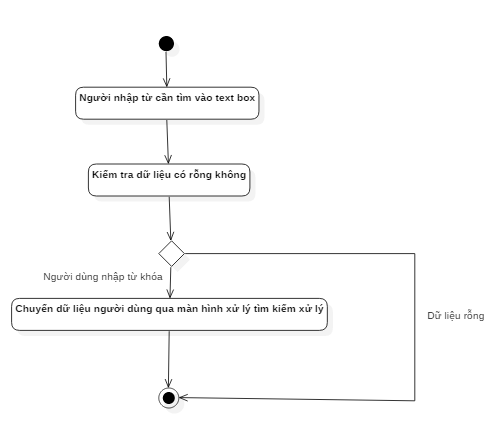 Người nhập từ cần tìm vào text box
Kiểm tra dữ liệu có rỗng không
Người dùng nhập từ khóa
Chuyển dữ liệu người dùng qua màn hình xử lý tìm kiếm xử lý
Dữ liệu rỗng